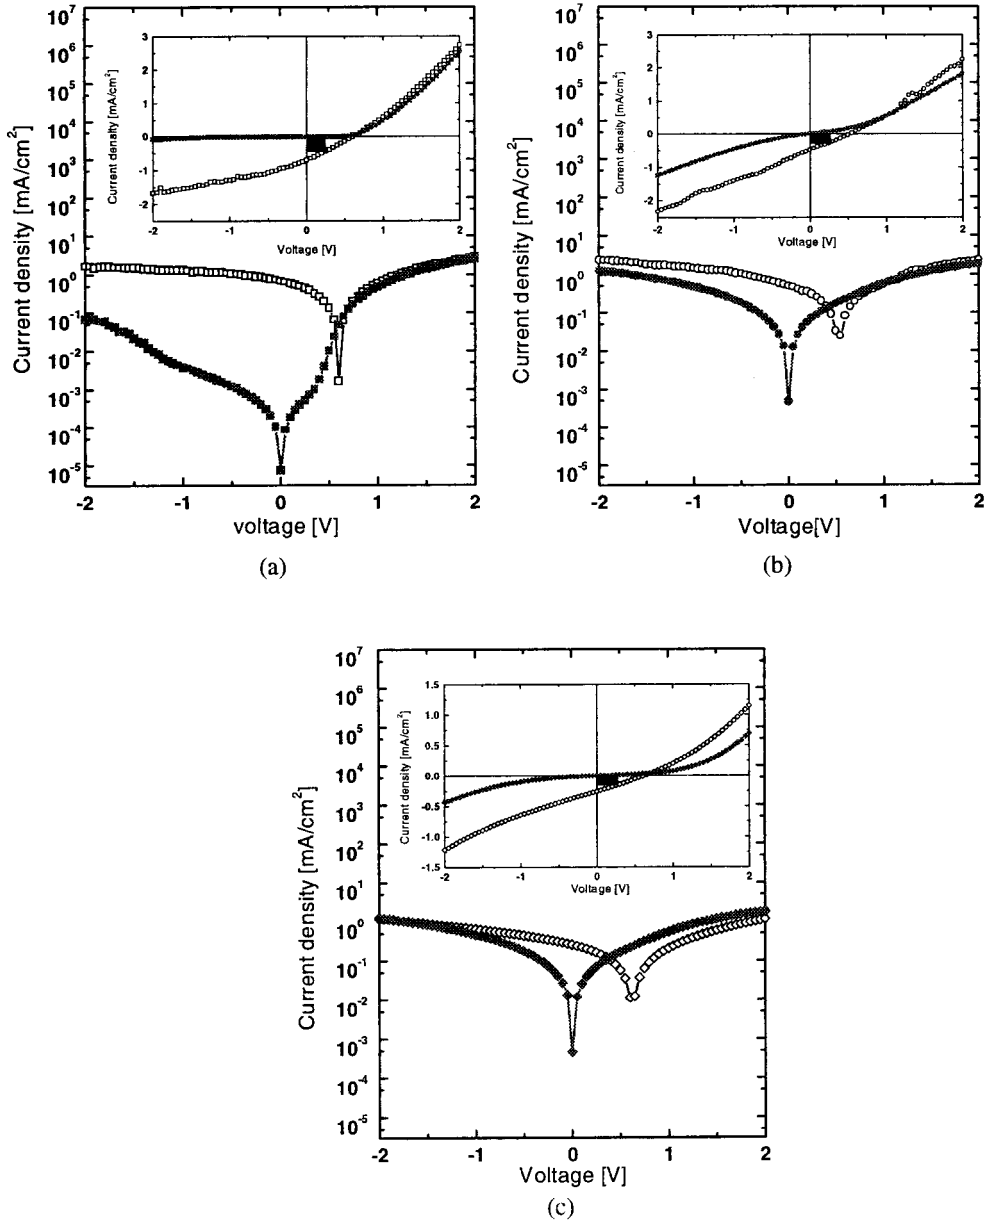 10^7
10^6
10^5
10^4
10^3
10^2
10^1
10^0
10^-1
10^-2
10^-3
10^-4
10^-5
Current density [mA/cm^2]
-2 -1 0 1 2
voltage [V]
3
2
1
0
-1
-2
Current density [mA/cm^2]
-2 -1 0 1 2
Voltage [V]
(a)
10^7
10^6
10^5
10^4
10^3
10^2
10^1
10^0
10^-1
10^-2
10^-3
10^-4
10^-5
Current density [mA/cm^2]
-2 -1 0 1 2
Voltage[V]
3
2
1
0
-1
-2
Current density [mA/cm^2]
-2 -1 0 1 2
Voltage [V]
(b)
10^7
10^6
10^5
10^4
10^3
10^2
10^1
10^0
10^-1
10^-2
10^-3
10^-4
10^-5
Current density [mA/cm^2]
-2 -1 0 1 2
Voltage [V]
1.5
1.0
0.5
0.0
-0.5
-1.0
-1.5
Current density [mA/cm^2]
-2 -1 0 1 2
Voltage [V]
(c)